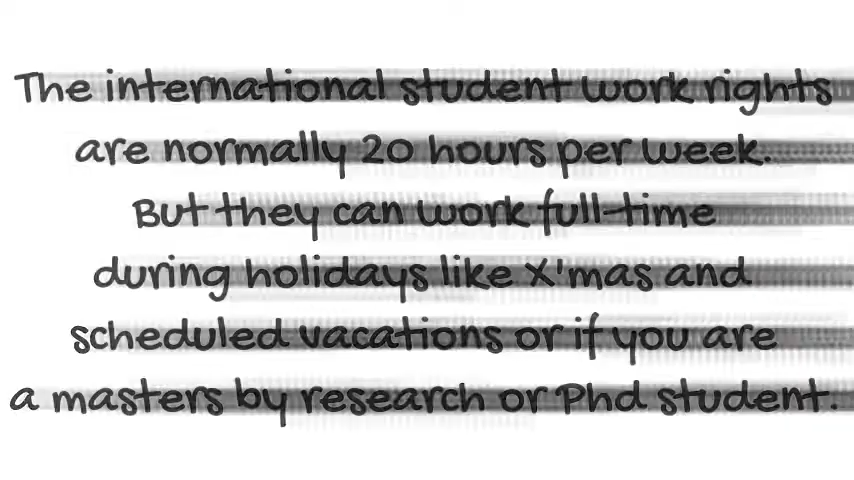 The international student work rights
are normally 20 hours per week.
But they can work full-time
during holidays like X'mas and
scheduled vacations or if you are
a masters by research or Phd student.